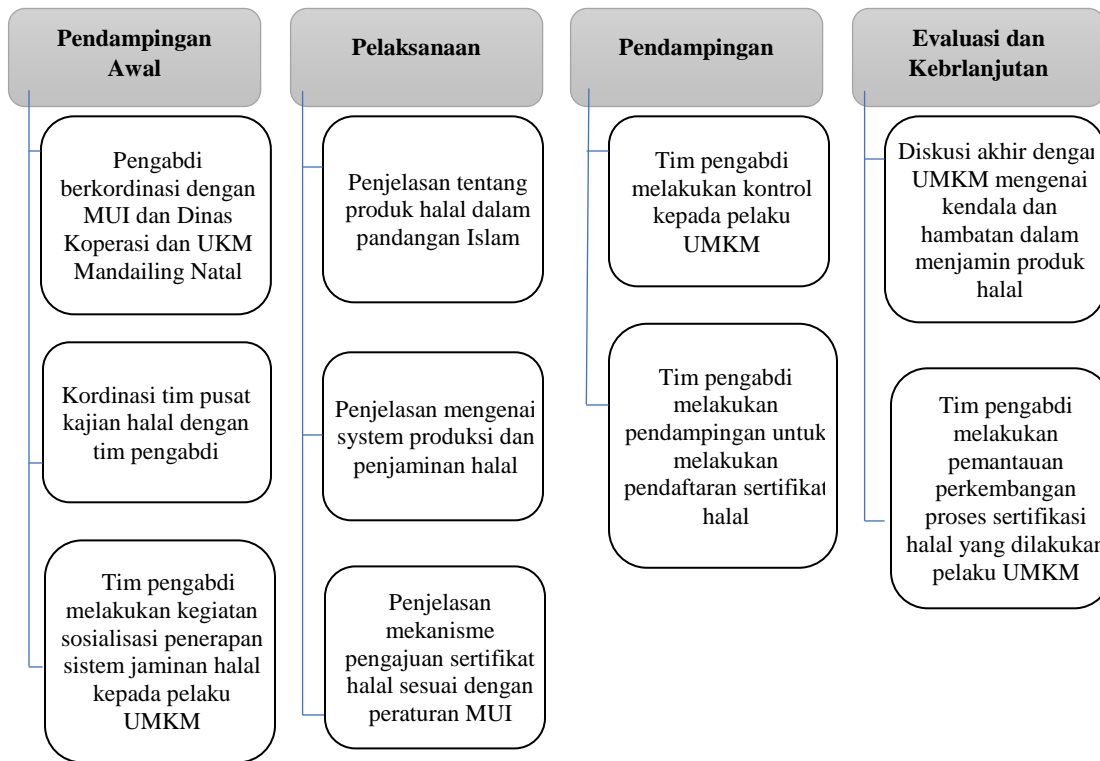 Pendampingan
Awal
Pengabdi
berkordinasi dengan
MUI dan Dinas
Koperasi dan UKM
Mandailing Natal
Kordinasi tim pusat
kajian halal dengan
tim pengabdi
Tim pengabdi
melakukan kegiatan
sosialisasi penerapan
sistem jaminan halal
kepada pelaku
UMKM
Pelaksanaan
Penjelasan tentang
produk halal dalam
pandangan Islam
Penjelasan mengenai
system produksi dan
penjaminan halal
Penjelasan
mekanisme
pengajuan sertifikat
halal sesuai dengan
peraturan MUI
Pendampingan
Tim pengabdi
melakukan kontrol
kepada pelaku
UMKM
Tim pengabdi
melakukan
pendampingan untuk
melakukan
pendaftaran sertifikat
halal
Evaluasi dan
Kebrlanjutan
Diskusi akhir dengan
UMKM mengenai
kendala dan
hambatan dalam
menjamin produk
halal
Tim pengabdi
melakukan
pemantauan
perkembangan
proses sertifikasi
halal yang dilakukan
pelaku UMKM